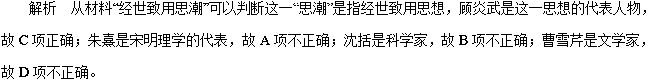 解析　从材料“经世致用思潮”可以判断这一“思潮”是指经世致用思想，顾炎武是这一思想的代表人物，
故 C 项正确；朱熹是宋明理学的代表，故 A 项不正确；沈括是科学家，故 B 项不正确；曹雪芹是文学家，
故 D 项不正确。